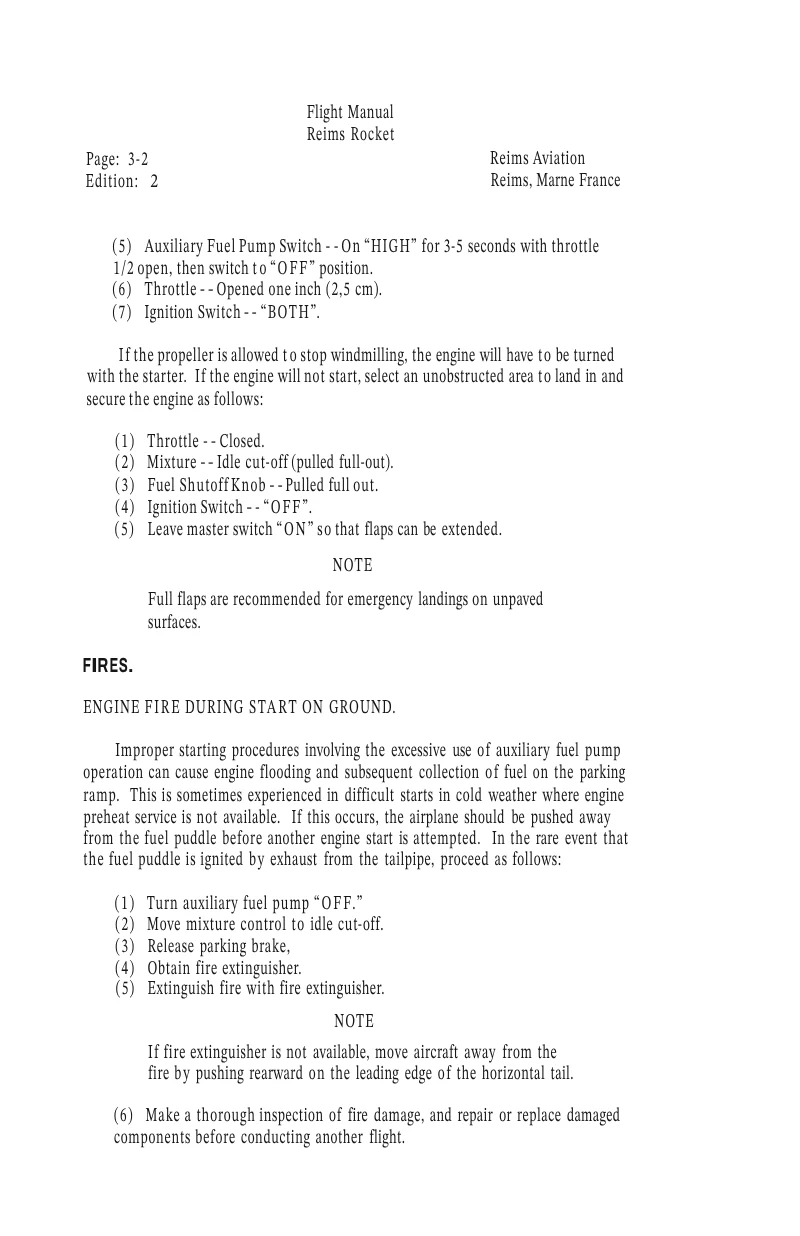 Flight Manual
Reims Rocket
Page: 3-2
Reims Aviation
Edition: 2
Reims, Marne France
(5) Auxiliary Fuel Pump Switch -- On “HIGH” for 3-5 seconds with throttle
1/2 open, then switch to “OFF” position.
(6) Throttle -- Opened one inch (2,5 cm).
(7) Ignition Switch -- “BOTH”.
If the propeller is allowed to stop windmilling, the engine will have to be turned
with the starter. If the engine will not start, select an unobstructed area to land in and
secure the engine as follows:
(1) Throttle -- Closed.
(2) Mixture -- Idle cut-off (pulled full-out).
(3) Fuel Shutoff Knob -- Pulled full out.
(4) Ignition Switch -- “OFF”.
(5) Leave master switch “ON” so that flaps can be extended.
NOTE
Full flaps are recommended for emergency landings on unpaved
surfaces.
FIRES.
ENGINE FIRE DURING START ON GROUND.
Improper starting procedures involving the excessive use of auxiliary fuel pump
operation can cause engine flooding and subsequent collection of fuel on the parking
ramp. This is sometimes experienced in difficult starts in cold weather where engine
preheat service is not available. If this occurs, the airplane should be pushed away
from the fuel puddle before another engine start is attempted. In the rare event that
the fuel puddle is ignited by exhaust from the tailpipe, proceed as follows:
(1) Turn auxiliary fuel pump “OFF.”
(2) Move mixture control to idle cut-off.
(3) Release parking brake,
(4) Obtain fire extinguisher.
(5) Extinguish fire with fire extinguisher.
NOTE
If fire extinguisher is not available, move aircraft away from the
fire by pushing rearward on the leading edge of the horizontal tail.
(6) Make a thorough inspection of fire damage, and repair or replace damaged
components before conducting another flight.